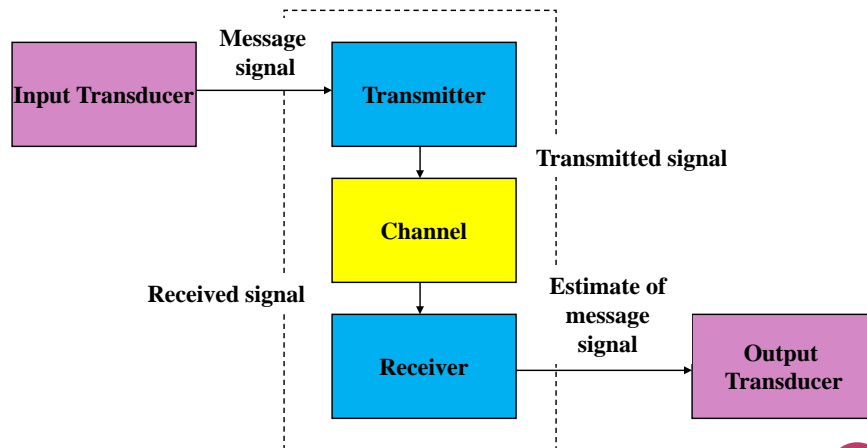 Message
signal
Input Transducer
Transmitter
Transmitted signal
Channel
Received signal
Estimate of
message
signal
Receiver
Output
Transducer